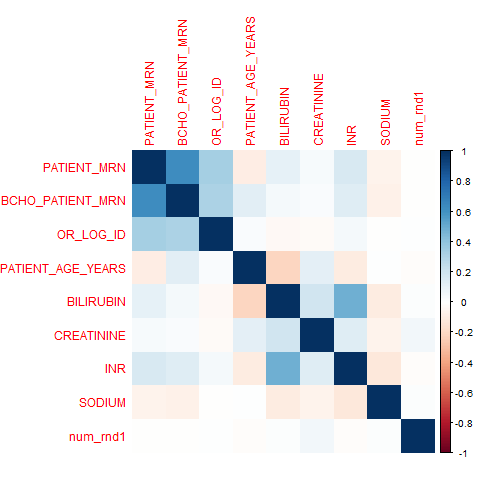 PATIENT_MRN
BCHO_PATIENT_MRN
OR_LOG_ID
PATIENT_AGE_YEARS
BILIRUBIN
CREATININE
INR
SODIUM
num_rnd1
PATIENT_MRN
BCHO_PATIENT_MRN
OR_LOG_ID
PATIENT_AGE_YEARS
BILIRUBIN
CREATININE
INR
SODIUM
num_rnd1
1
0.8
0.6
0.4
0.2
0
-0.2
-0.4
-0.6
-0.8
-1